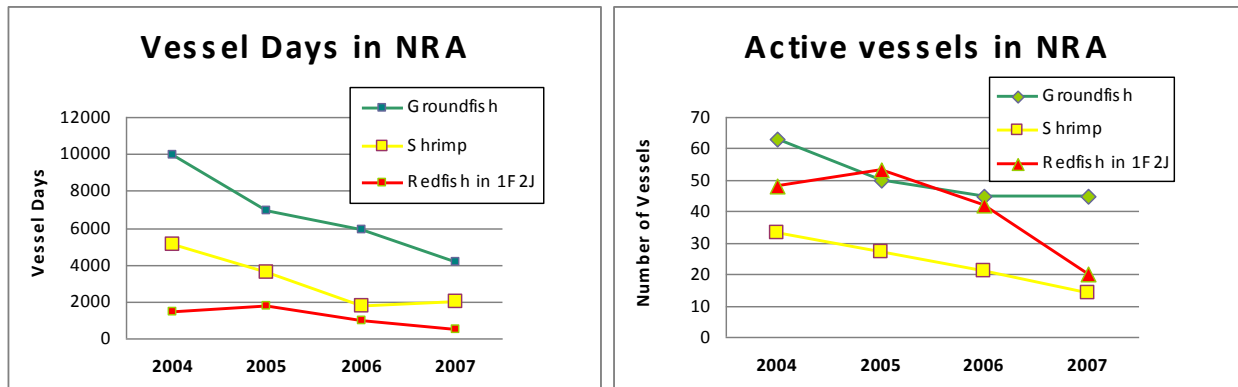 Vessel Days in NRA
Groundfish
Shrimp
Redfish in 1F2J
12000
10000
8000
6000
4000
2000
0
Vessel Days
2004 2005 2006 2007
Active vessels in NRA
Groundfish
Shrimp
Redfish in 1F2J
70
60
50
40
30
20
10
0
Number of Vessels
2004 2005 2006 2007